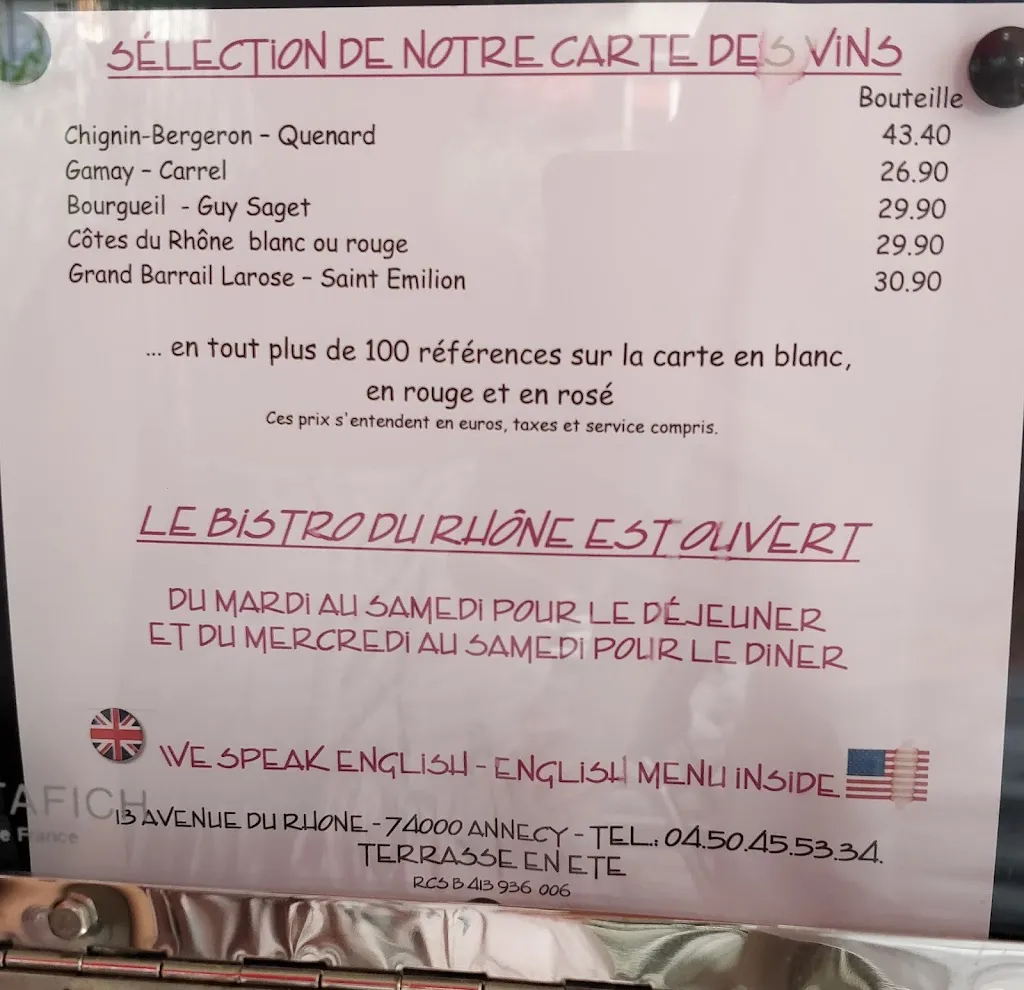 SÉLECTION DE NOTRE CARTE DES VINS
Bouteille
Chignin-Bergeron - Quenard 43.40
Gamay - Carrel 26.90
Bourgueil - Guy Saget 29.90
Côtes du Rhône blanc ou rouge 29.90
Grand Barrail Larose - Saint Emilion 30.90
... en tout plus de 100 références sur la carte en blanc,
en rouge et en rosé
Ces prix s'entendent en euros, taxes et service compris.
LE BISTRO DU RHÔNE EST OUVERT
DU MARDI AU SAMEDI POUR LE DÉJEUNER
ET DU MERCREDI AU SAMEDI POUR LE DINER
WE SPEAK ENGLISH - ENGLISH MENU INSIDE
TAFICH
e France
13 AVENUE DU RHONE - 74000 ANNECY - TEL.: 04.50.45.53.34.
TERRASSE EN ETE
RCS B 413 936 006